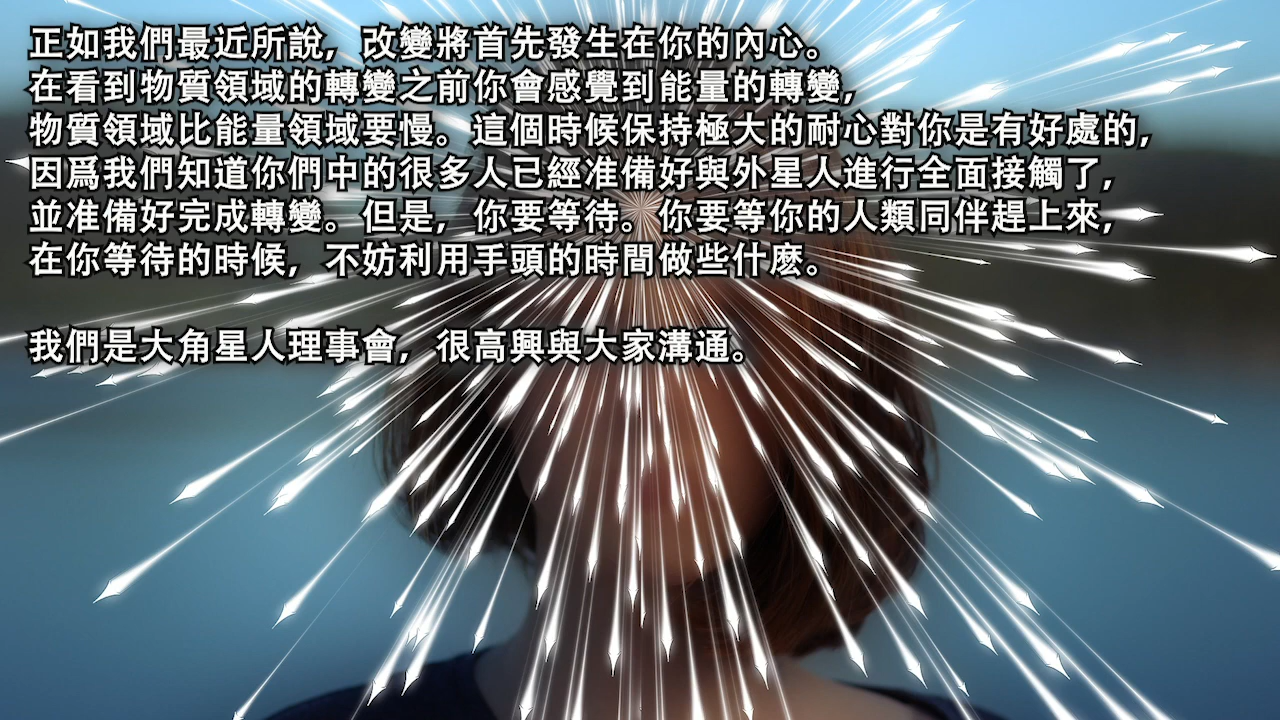 正如我們最近所說，改變將首先發生在你的內心。
在看到物質領域的轉變之前你會感覺到能量的轉變，
物質領域比能量領域要慢。這個時候保持極大的耐心對你是有好處的，
因爲我們知道你們中的很多人已經准備好與外星人進行全面接觸了，
並准備好完成轉變。但是，你要等待。你要等你的人類同伴趕上來，
在你等待的時候，不妨利用手頭的時間做些什麽。
我們是大角星人理事會，很高興與大家溝通。